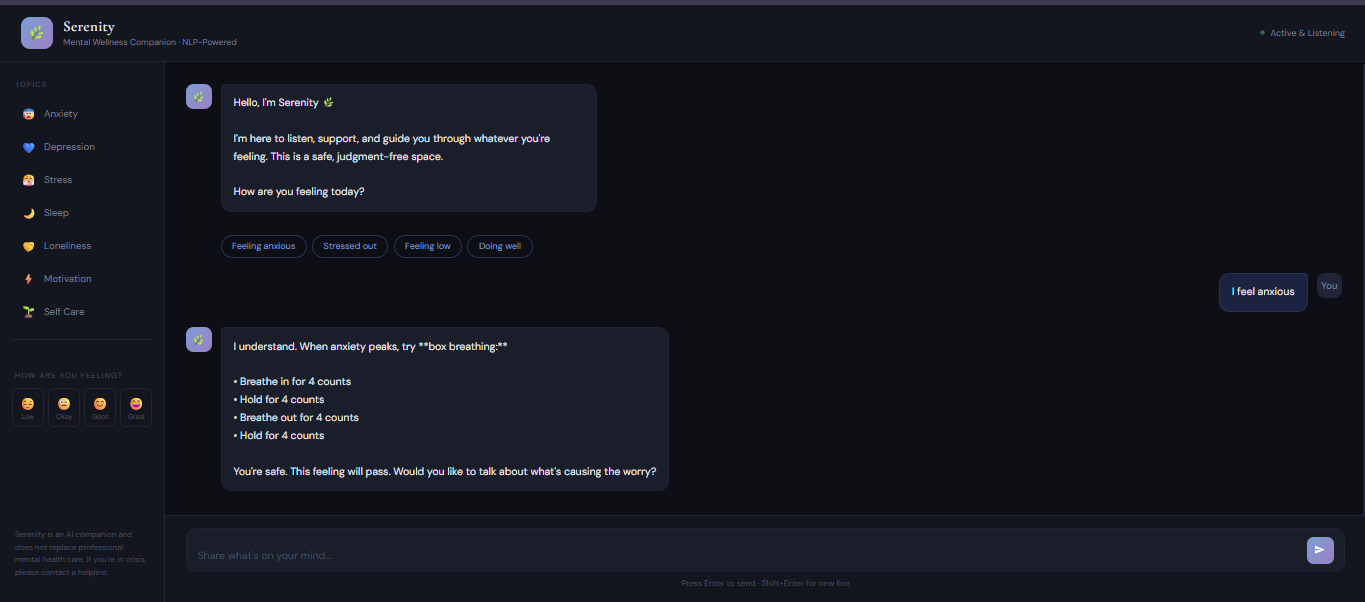 Serenity
Mental Wellness Companion · NLP-Powered
Active & Listening
TOPICS
Anxiety
Depression
Stress
Sleep
Loneliness
Motivation
Self Care
HOW ARE YOU FEELING?
Low
Okay
Good
Great
Serenity is an AI companion and
does not replace professional
mental health care. If you're in crisis,
please contact a helpline.
Hello, I'm Serenity 🌿
I'm here to listen, support, and guide you through whatever you're
feeling. This is a safe, judgment-free space.
How are you feeling today?
Feeling anxious
Stressed out
Feeling low
Doing well
I feel anxious
You
I understand. When anxiety peaks, try **box breathing:**
• Breathe in for 4 counts
• Hold for 4 counts
• Breathe out for 4 counts
• Hold for 4 counts
You're safe. This feeling will pass. Would you like to talk about what's causing the worry?
Share what's on your mind...
Press Enter to send · Shift+Enter for new line